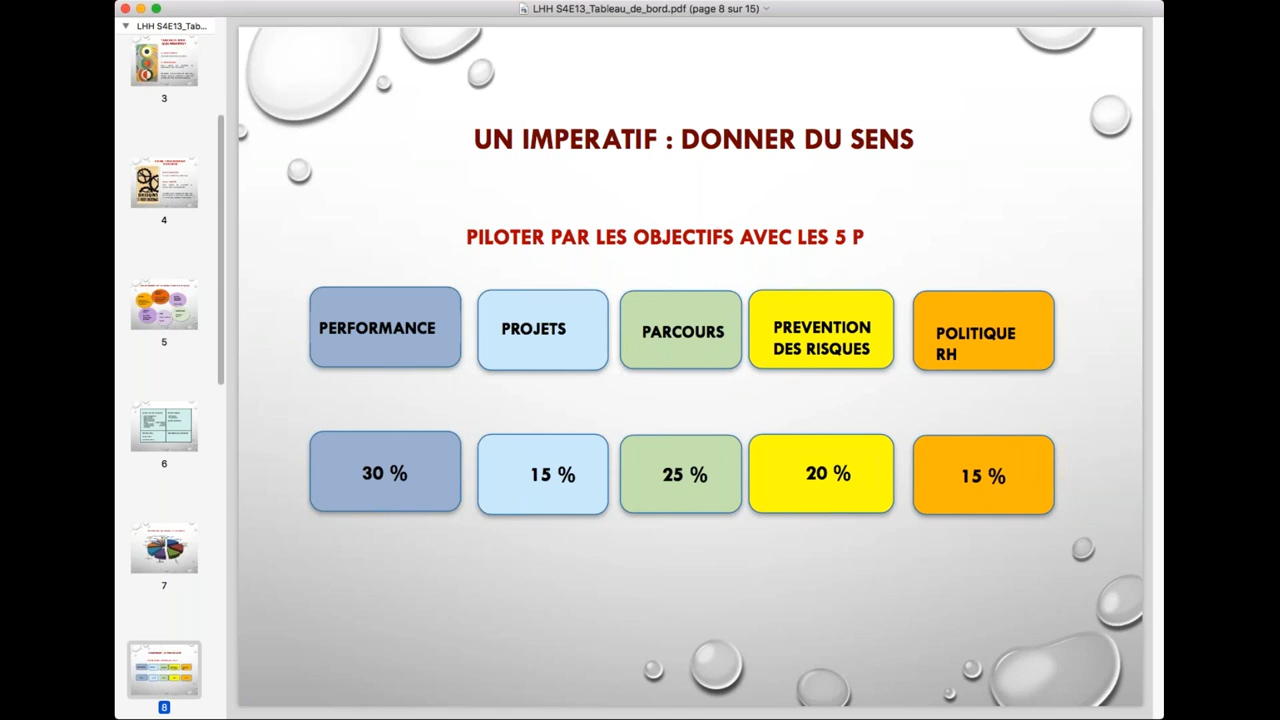 LHH S4E13_Tableau_de_bord.pdf (page 8 sur 15)
LHH S4E13_Tab...
3
4
5
6
7
8
UN IMPERATIF : DONNER DU SENS
PILOTER PAR LES OBJECTIFS AVEC LES 5 P
PERFORMANCE
PROJETS
PARCOURS
PREVENTION
DES RISQUES
POLITIQUE
RH
30 %
15 %
25 %
20 %
15 %